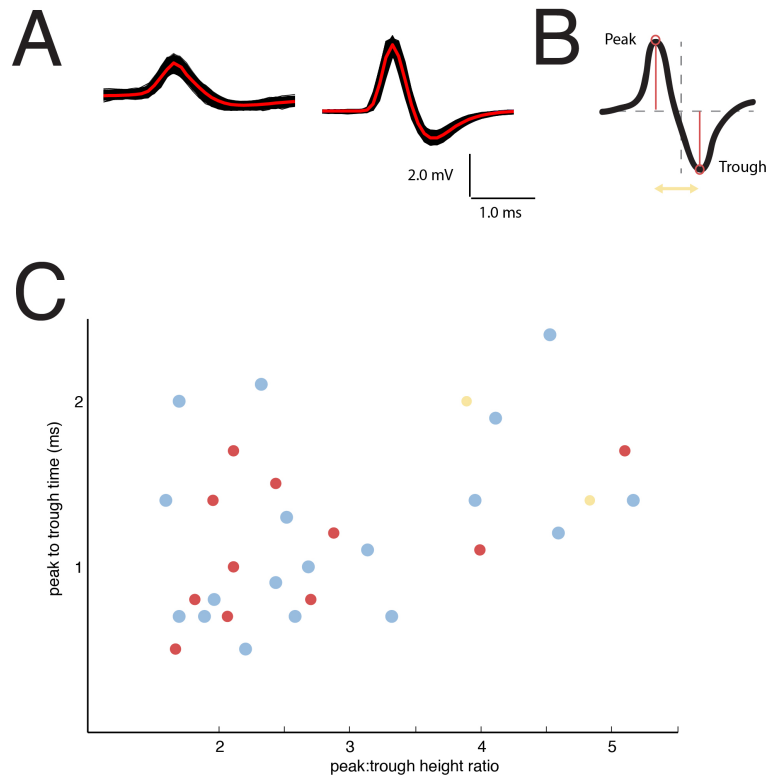 A
B
Peak
Trough
2.0 mV
1.0 ms
C
peak to trough time (ms)
2
1
2
3
4
5
peak:trough height ratio